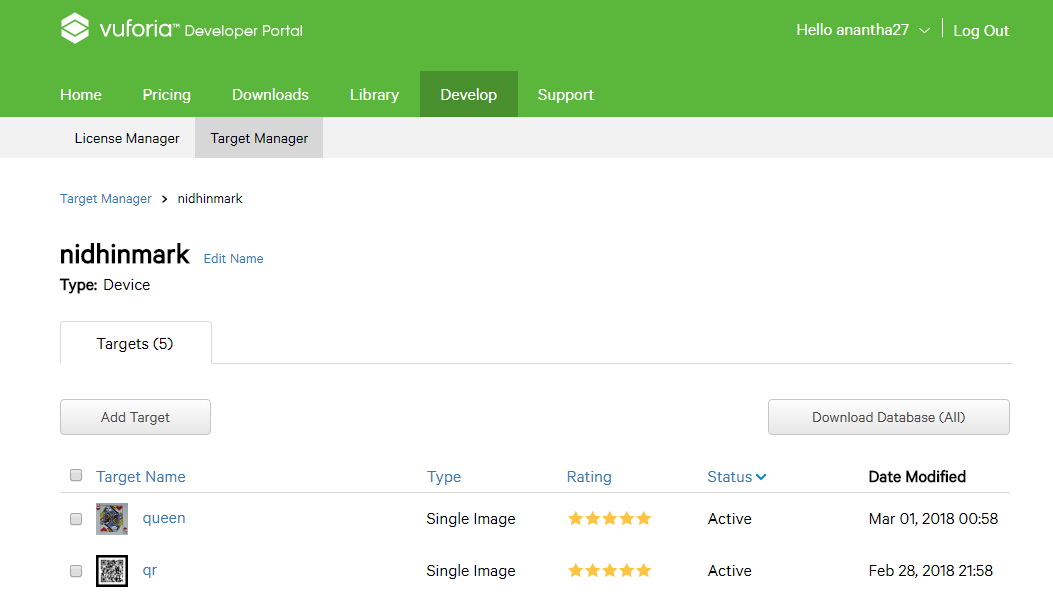 vuforia™ Developer Portal
Hello anantha27
Log Out
Home Pricing Downloads Library Develop Support
License Manager Target Manager
Target Manager > nidhinmark
nidhinmark Edit Name
Type: Device
Targets (5)
Add Target Download Database (All)
Target Name Type Rating Status Date Modified
queen Single Image Active Mar 01, 2018 00:58
qr Single Image Active Feb 28, 2018 21:58